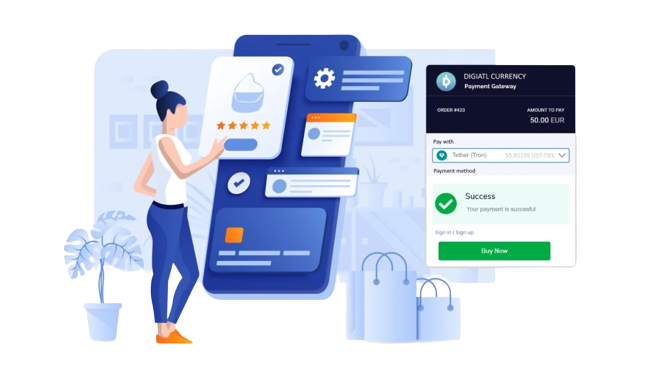 DIGIATL CURRENCY
Payment Gateway
ORDER #423
AMOUNT TO PAY
50.00 EUR
Pay with
Tether (Tron)
Payment method
Success
Your payment is succesful
Sign in | Sign up
Buy Now